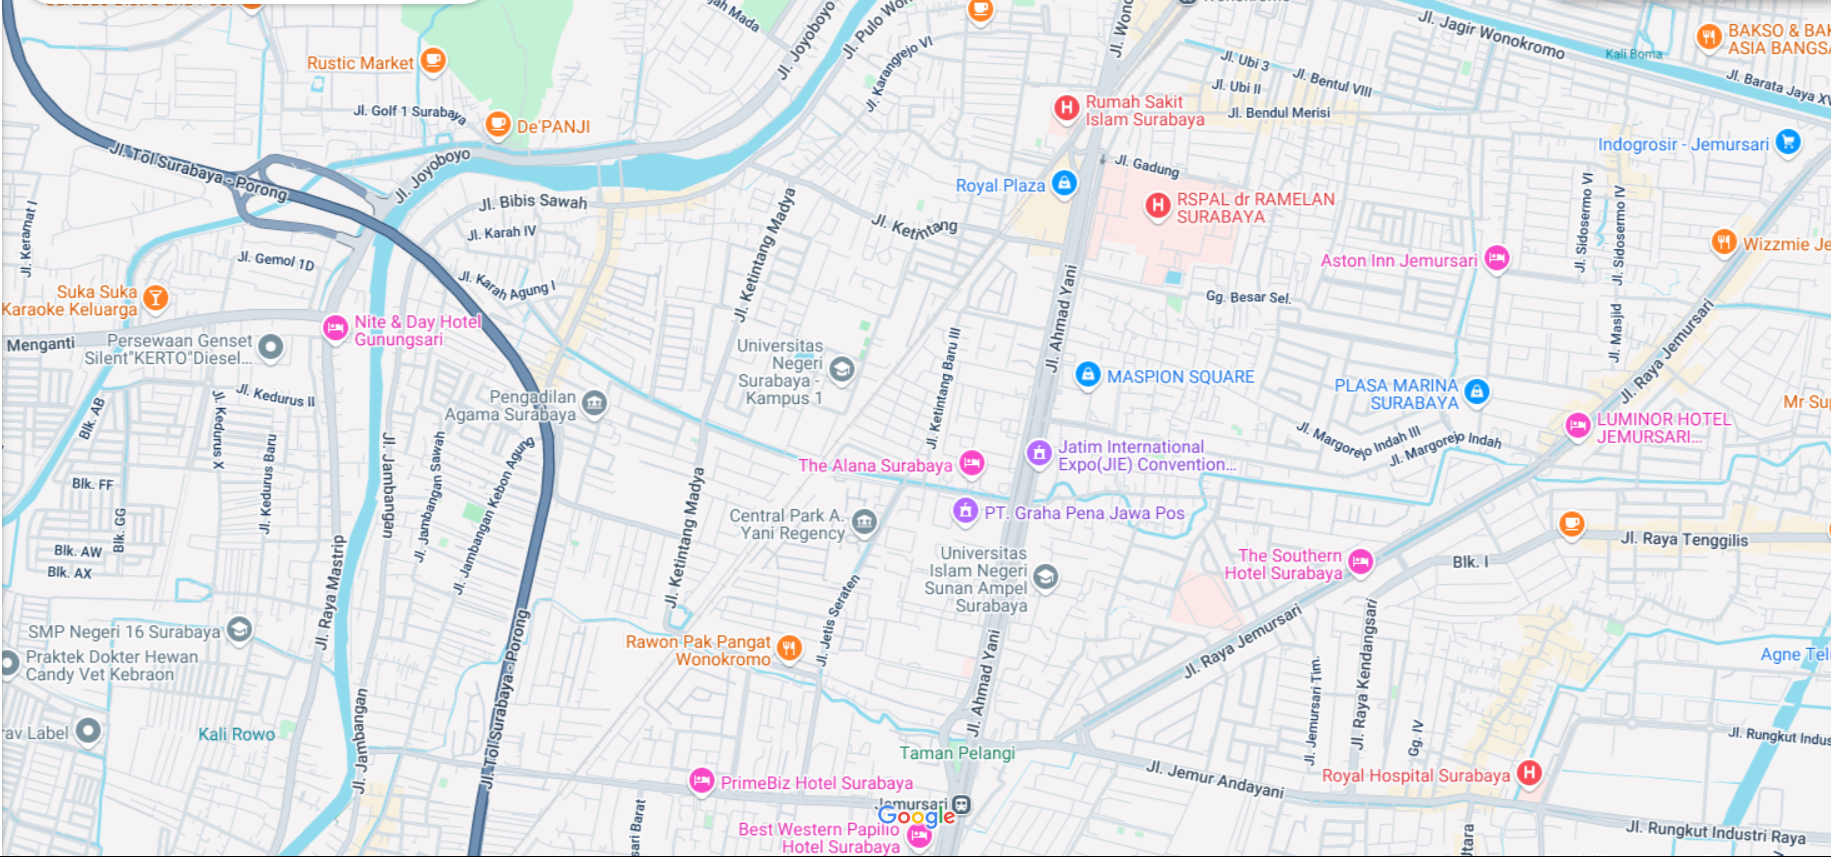 Jl. Jagir Wonokromo
Kali Boma
BAKSO & BAK
ASIA BANGSA
Jl. Barata Jaya XV
Rustic Market
Jl. Joyoboyo
Jl. Pulo Won
Jl. Karangrejo VI
Jl. Wono
Jl. Ubi 3
Jl. Bentul VIII
Jl. Ubi II
Jl. Bendul Merisi
Jl. Golf 1 Surabaya
De'PANJI
Rumah Sakit
Islam Surabaya
Indogrosir - Jemursari
Jl. Tol Surabaya - Porong
Jl. Joyoboyo
Jl. Gadung
Royal Plaza
RSPAL dr RAMELAN
SURABAYA
Jl. Bibis Sawah
Jl. Karah IV
Jl. Keramat I
Jl. Ketintang Madya
Jl. Ketintang
Jl. Sidosermo VI
Jl. Sidosermo IV
Wizzmie Je
Jl. Gemol 1D
Aston Inn Jemursari
Jl. Karah Agung I
Suka Suka
Karaoke Keluarga
Gg. Besar Sel.
Nite & Day Hotel
Gunungsari
Menganti
Persewaan Genset
Silent"KERTO"Diesel...
Jl. Ahmad Yani
Jl. Masjid
Jl. Raya Jemursari
Universitas
Negeri
Surabaya -
Kampus 1
Jl. Ketintang Baru III
MASPION SQUARE
PLASA MARINA
SURABAYA
Mr Sup
Jl. Kedurus II
Pengadilan
Agama Surabaya
Blk. AB
Jl. Kedurus X
LUMINOR HOTEL
JEMURSARI...
Jl. Margorejo Indah III
Jl. Margorejo Indah
Jl. Kedurus Baru
Jl. Jambangan
Jl. Jambangan Sawah
Jl. Jambangan Kebon Agung
The Alana Surabaya
Jatim International
Expo(JIE) Convention...
Blk. FF
Blk. GG
Jl. Ketintang Madya
Central Park A.
Yani Regency
PT. Graha Pena Jawa Pos
Blk. AW
Blk. AX
Universitas
Islam Negeri
Sunan Ampel
Surabaya
The Southern
Hotel Surabaya
Blk. I
Jl. Raya Tenggilis
Jl. Raya Mastrip
Jl. Jetis Seraten
SMP Negeri 16 Surabaya
Praktek Dokter Hewan
Candy Vet Kebraon
Rawon Pak Pangat
Wonokromo
Jl. Tol Surabaya - Porong
Jl. Ahmad Yani
Jl. Raya Jemursari
Jl. Jemursari Tim.
Jl. Raya Kendangsari
Gg. IV
Agne Tel
Jl. Jambangan
rav Label
Kali Rowo
Taman Pelangi
Jl. Rungkut Indus
Jl. Jemur Andayani
Royal Hospital Surabaya
PrimeBiz Hotel Surabaya
Jemursari
Google
Best Western Papilio
Hotel Surabaya
sari Barat
Utara
Jl. Rungkut Industri Raya